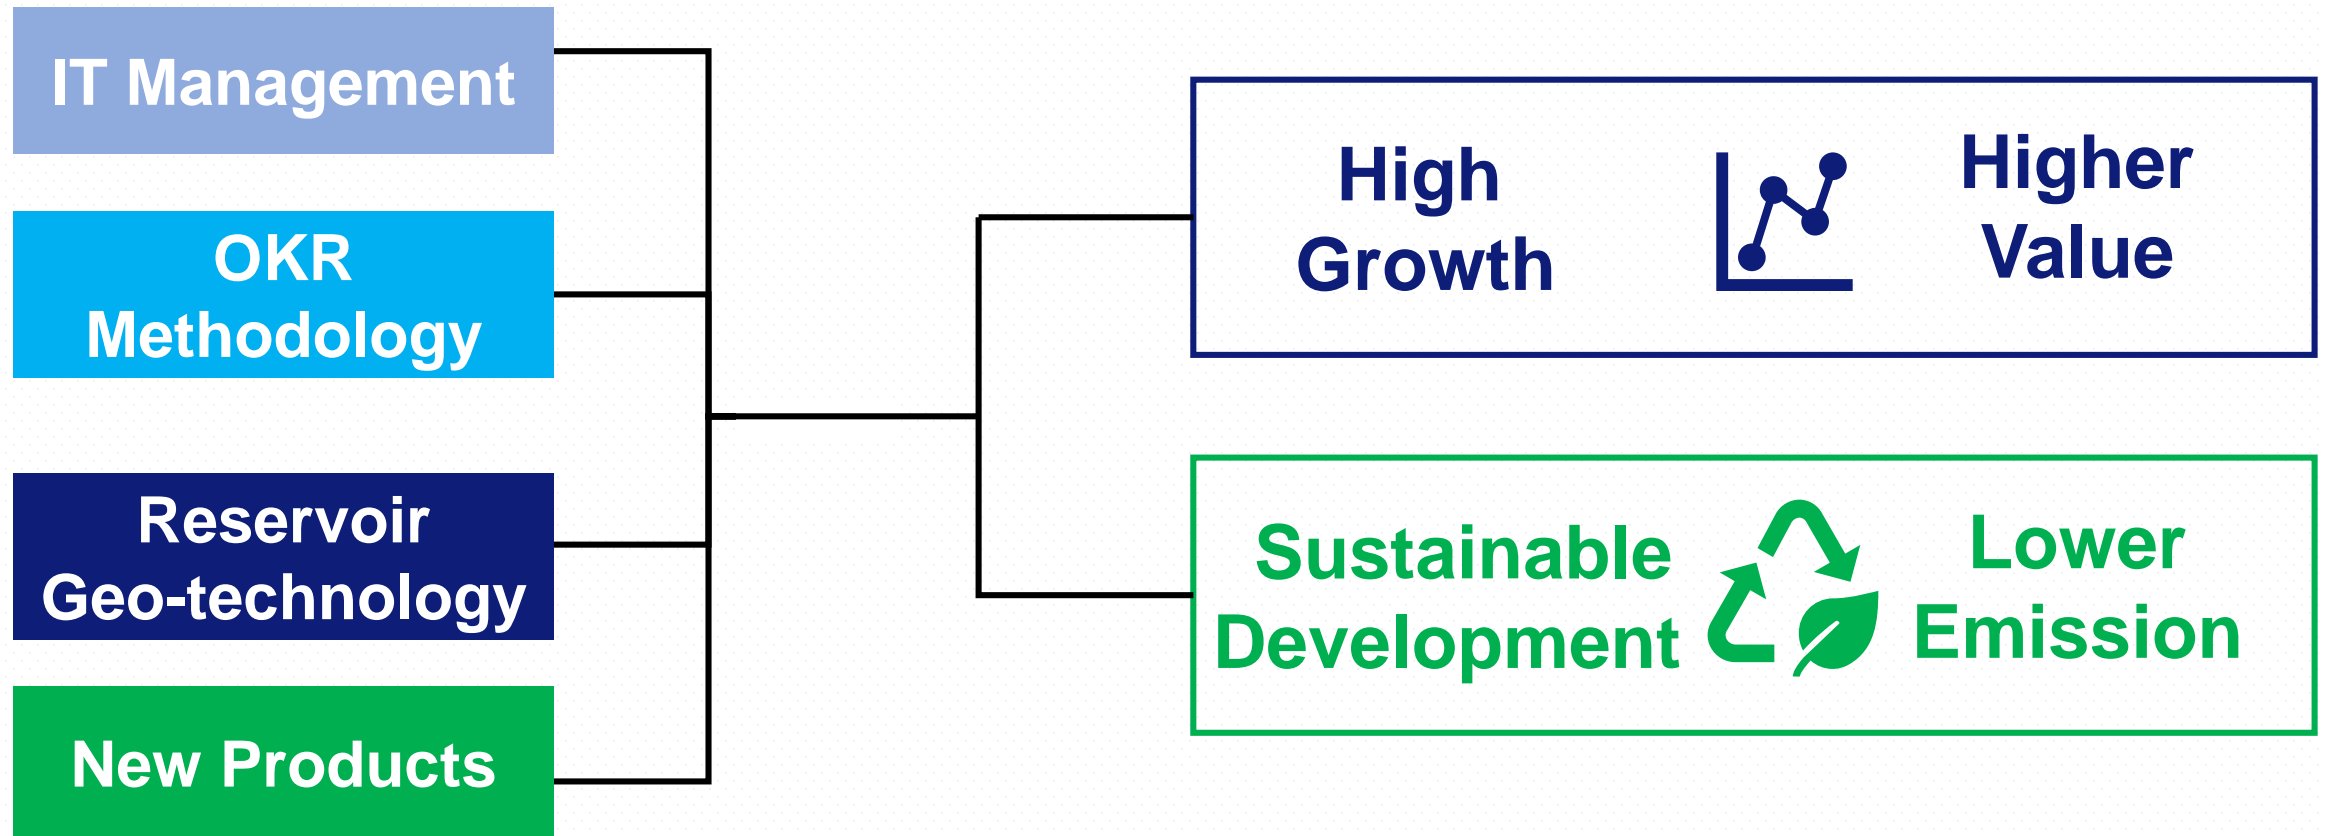 IT Management
OKR
Methodology
Reservoir
Geo-technology
New Products
High
Growth
Higher
Value
Sustainable
Development
Lower
Emission